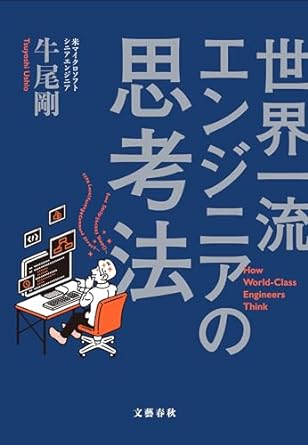 世界一流
エンジニアの
思考法
How
World-Class
Engineers
Think
米マイクロソフト
シニアエンジニア
牛尾剛
Tsuyoshi Ushio
文藝春秋